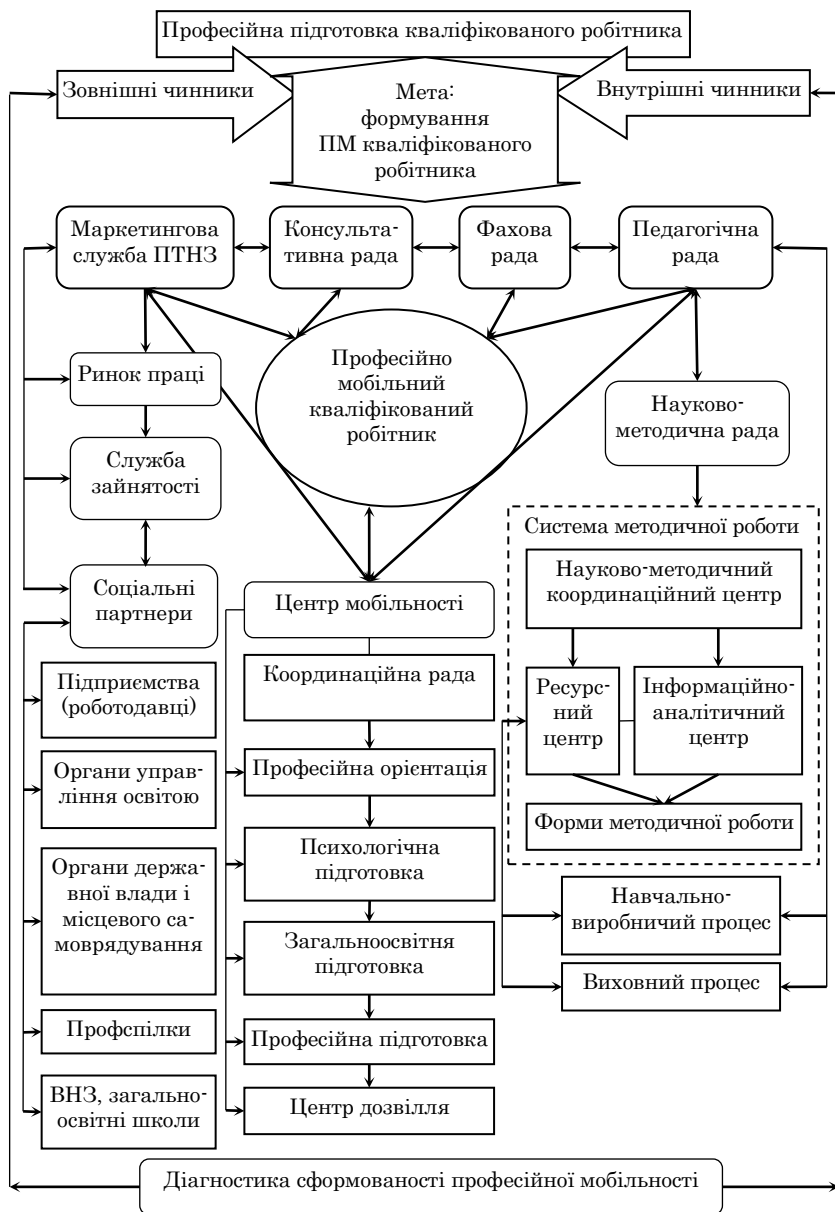 Професійна підготовка кваліфікованого робітника
Зовнішні чинники
Мета:
формування
ПМ кваліфікованого
робітника
Внутрішні чинники
Маркетингова
служба ПТНЗ
Консульта-
тивна рада
Фахова
рада
Педагогічна
рада
Ринок праці
Служба
зайнятості
Соціальні
партнери
Професійно
мобільний
кваліфікований
робітник
Науково-
методична рада
Система методичної роботи
Науково-методичний
координаційний центр
Ресурс-
ний
центр
Інформаційно-
аналітичний
центр
Форми методичної роботи
Центр мобільності
Координаційна рада
Професійна орієнтація
Психологічна
підготовка
Загальноосвітня
підготовка
Професійна підготовка
Центр дозвілля
Підприємства
(роботодавці)
Органи управ-
ління освітою
Органи держа-
вної влади і
місцевого са-
моврядування
Профспілки
ВНЗ, загально-
освітні школи
Навчально-
виробничий процес
Виховний процес
Діагностика сформованості професійної мобільності